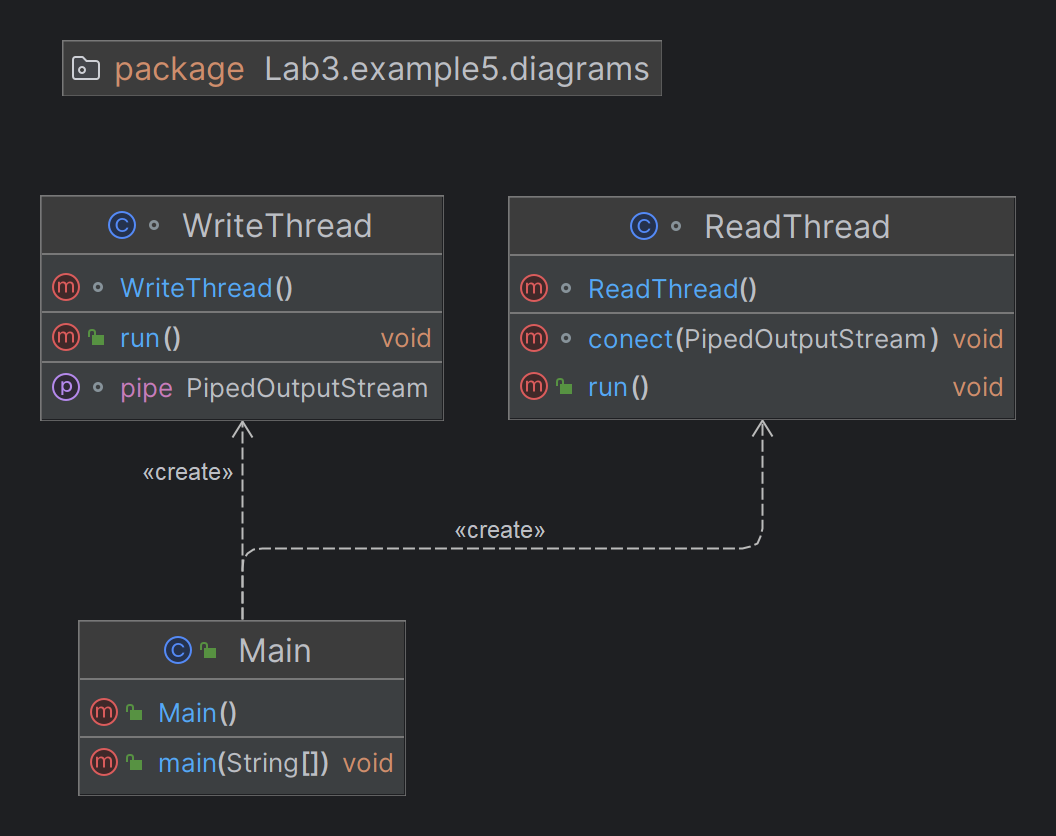 package Lab3.example5.diagrams
WriteThread
WriteThread()
run() void
pipe PipedOutputStream
ReadThread
ReadThread()
conect(PipedOutputStream) void
run() void
«create»
«create»
Main
Main()
main(String[]) void